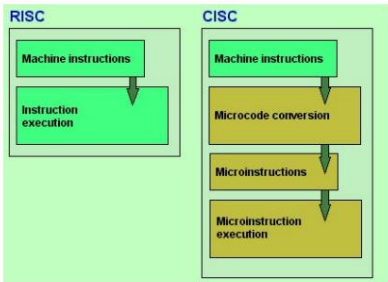 RISC
Machine instructions
Instruction
execution
CISC
Machine instructions
Microcode conversion
Microinstructions
Microinstruction
execution